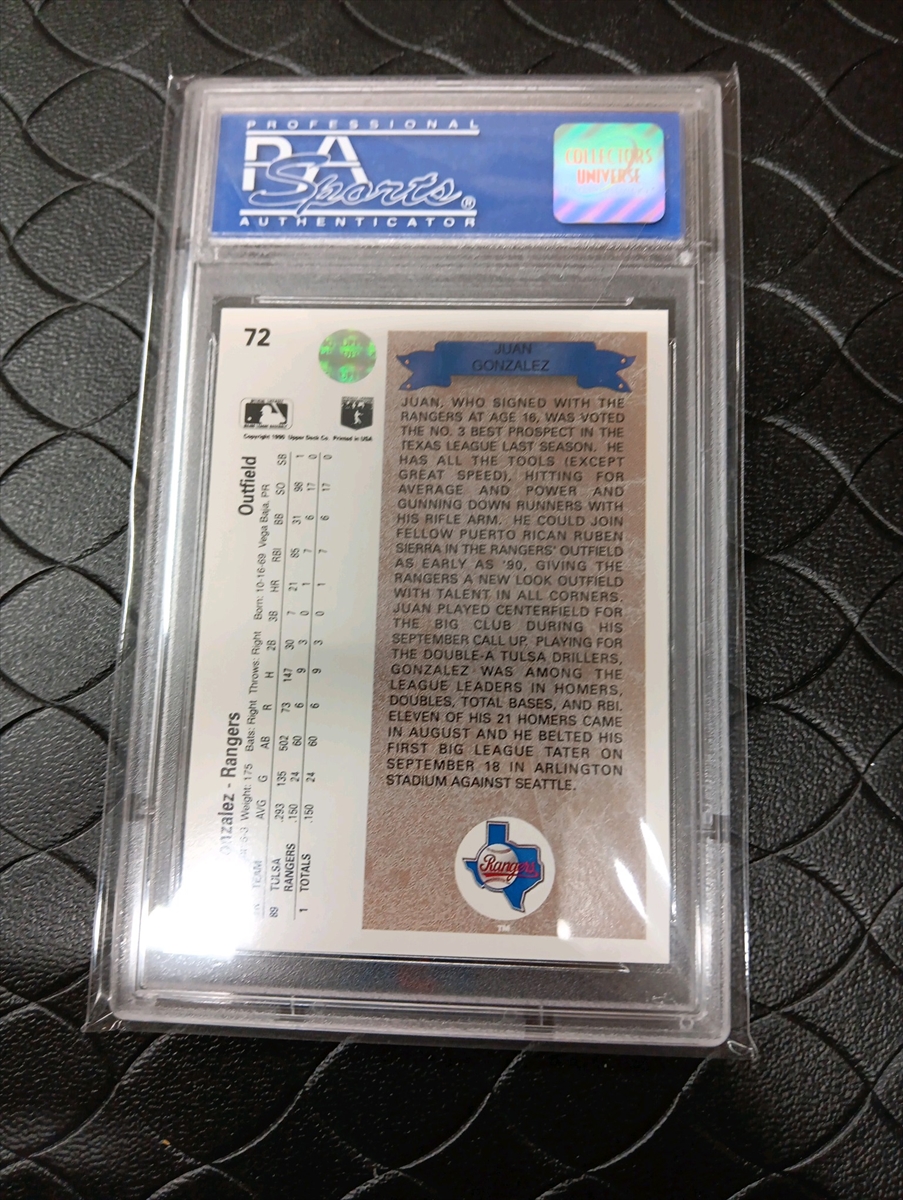 PROFESSIONAL
PSA
Sports®
AUTHENTICATOR
COLLECTORS
UNIVERSE
72
JUAN
GONZALEZ
JUAN, WHO SIGNED WITH THE
RANGERS AT AGE 16, WAS VOTED
THE NO. 3 BEST PROSPECT IN THE
TEXAS LEAGUE LAST SEASON. HE
HAS ALL THE TOOLS (EXCEPT
GREAT SPEED), HITTING FOR
AVERAGE AND POWER AND
GUNNING DOWN RUNNERS WITH
HIS RIFLE ARM. HE COULD JOIN
FELLOW PUERTO RICAN RUBEN
SIERRA IN THE RANGERS' OUTFIELD
AS EARLY AS '90, GIVING THE
RANGERS A NEW LOOK OUTFIELD
WITH TALENT IN ALL CORNERS.
JUAN PLAYED CENTERFIELD FOR
THE BIG CLUB DURING HIS
SEPTEMBER CALL UP. PLAYING FOR
THE DOUBLE-A TULSA DRILLERS,
GONZALEZ WAS AMONG THE
LEAGUE LEADERS IN HOMERS,
DOUBLES, TOTAL BASES, AND RBI.
ELEVEN OF HIS 21 HOMERS CAME
IN AUGUST AND HE BELTED HIS
FIRST BIG LEAGUE TATER ON
SEPTEMBER 18 IN ARLINGTON
STADIUM AGAINST SEATTLE.
Rangers
TM
Copyright 1990 Upper Deck Co. Printed in USA
onzalez - Rangers Outfield
Weight: 175 Bats: Right Throws: Right Born: 10-16-69 Vega Baja, PR
TEAM AVG G AB R H 2B 3B HR RBI BB SO SB
89 TULSA .293 135 502 73 147 30 7 21 85 31 98 1
RANGERS .150 24 60 6 9 3 0 1 7 6 17 0
1 TOTALS .150 24 60 6 9 3 0 1 7 6 17 0